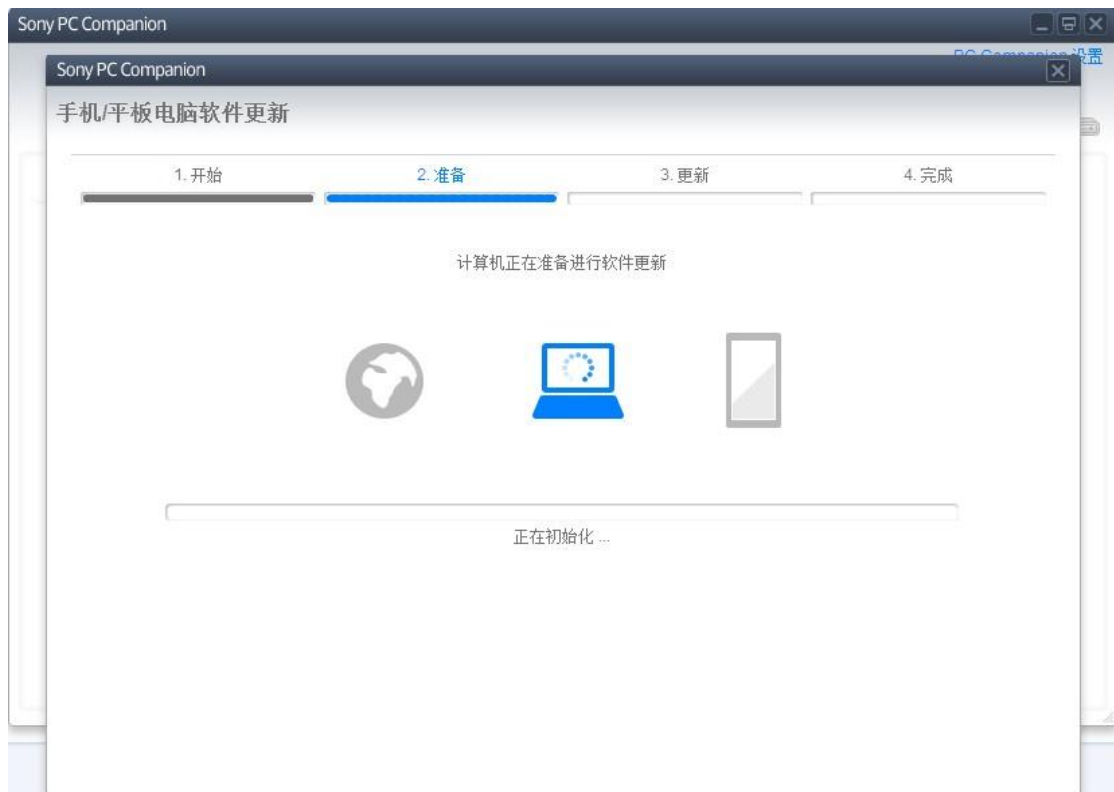 Sony PC Companion
PC Companion 设置
Sony PC Companion
手机/平板电脑软件更新
1. 开始
2. 准备
3. 更新
4. 完成
计算机正在准备进行软件更新
正在初始化 ...